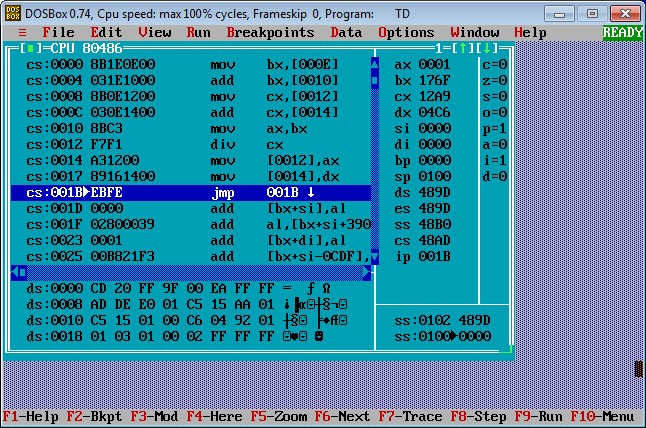 DOSBox 0.74, Cpu speed: max 100% cycles, Frameskip 0, Program: TD
≡ File Edit View Run Breakpoints Data Options Window Help READY
[■]=CPU 80486 1=[↑][↓]
cs:0000 8B1E0E00 mov bx,[000E] ax 0001 c=0
cs:0004 031E1000 add bx,[0010] bx 176F z=0
cs:0008 8B0E1200 mov cx,[0012] cx 12A9 s=0
cs:000C 030E1400 add cx,[0014] dx 04C6 o=0
cs:0010 8BC3 mov ax,bx si 0000 p=1
cs:0012 F7F1 div cx di 0000 a=0
cs:0014 A31200 mov [0012],ax bp 0000 i=1
cs:0017 89161400 mov [0014],dx sp 0100 d=0
cs:001B►EBFE jmp 001B ↓ ds 489D
cs:001D 0000 add [bx+si],al es 489D
cs:001F 02800039 add al,[bx+si+390 ss 48B0
cs:0023 0001 add [bx+di],al cs 48AD
cs:0025 00B821F3 add [bx+si-0CDF], ip 001B
ds:0000 CD 20 FF 9F 00 EA FF FF = ƒ Ω
ds:0008 AD DE E0 01 C5 15 AA 01
ds:0010 C5 15 01 00 C6 04 92 01 ss:0102 489D
ds:0018 01 03 01 00 02 FF FF FF ss:0100►0000
F1-Help F2-Bkpt F3-Mod F4-Here F5-Zoom F6-Next F7-Trace F8-Step F9-Run F10-Menu